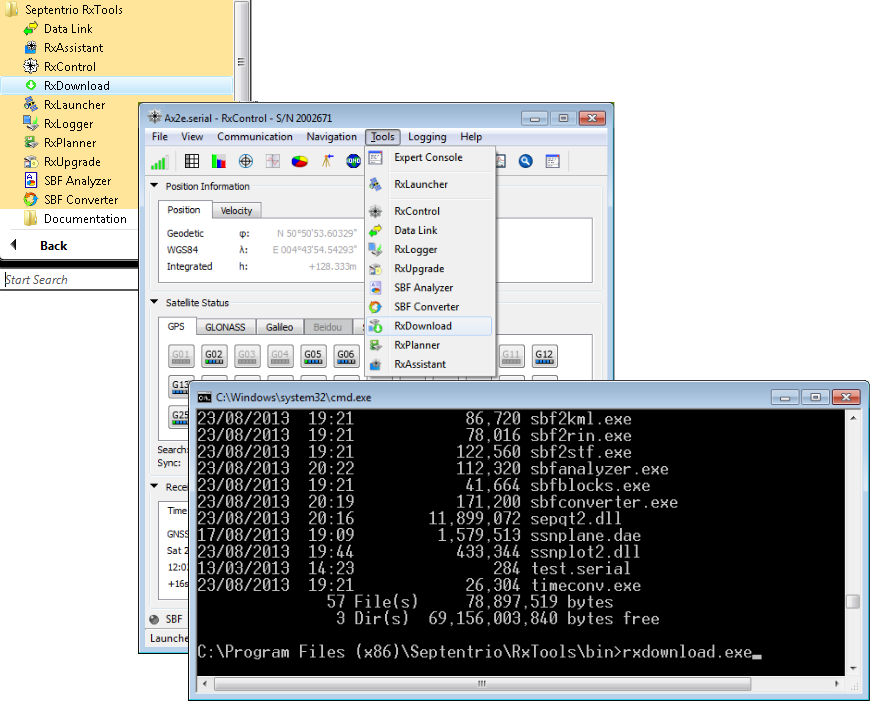 Septentrio RxTools
Data Link
RxAssistant
RxControl
RxDownload
RxLauncher
RxLogger
RxPlanner
RxUpgrade
SBF Analyzer
SBF Converter
Documentation
Back
Start Search
Ax2e.serial - RxControl - S/N 2002671
File View Communication Navigation Tools Logging Help
Expert Console
RxLauncher
RxControl
Data Link
RxLogger
RxUpgrade
SBF Analyzer
SBF Converter
RxDownload
RxPlanner
RxAssistant
Position Information
Position Velocity
Geodetic φ: N 50°50'53.60329"
WGS84 λ: E 004°43'54.54293"
Integrated h: +128.333m
Satellite Status
GPS GLONASS Galileo Beidou
G01 G02 G03 G04 G05 G06 G11 G12
G13
G25
Search:
Sync:
Rece
Time
GNSS
Sat 2
12:0
+16s
SBF
Launche
C:\Windows\system32\cmd.exe
23/08/2013 19:21 86,720 sbf2kml.exe
23/08/2013 19:21 78,016 sbf2rin.exe
23/08/2013 19:21 122,560 sbf2stf.exe
23/08/2013 20:22 112,320 sbfanalyzer.exe
23/08/2013 19:21 41,664 sbfblocks.exe
23/08/2013 20:19 171,200 sbfconverter.exe
23/08/2013 20:16 11,899,072 sepqt2.dll
17/08/2013 19:09 1,579,513 ssnplane.dae
23/08/2013 19:44 433,344 ssnplot2.dll
13/03/2013 14:23 284 test.serial
23/08/2013 19:21 26,304 timeconv.exe
57 File(s) 78,897,519 bytes
3 Dir(s) 69,156,003,840 bytes free
C:\Program Files (x86)\Septentrio\RxTools\bin>rxdownload.exe